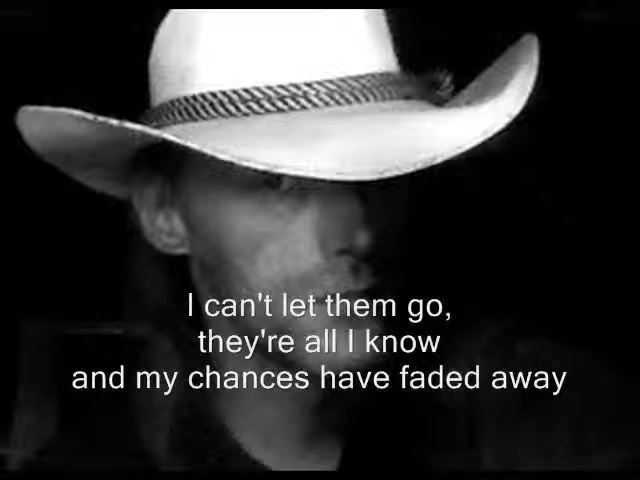 I can't let them go,
they're all I know
and my chances have faded away